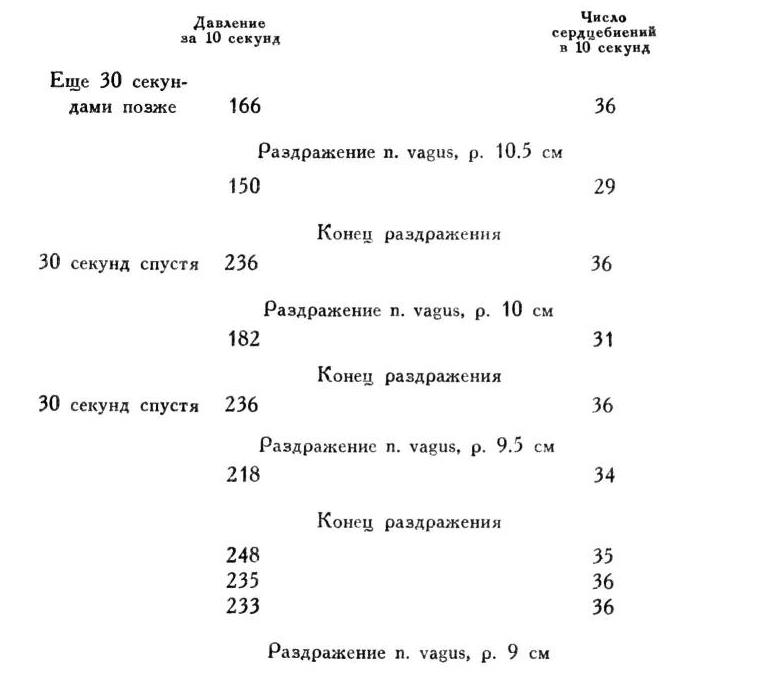 Давление
за 10 секунд
Число
сердцебиений
в 10 секунд
Еще 30 секун-
дами позже 166 36
Раздражение n. vagus, р. 10.5 см
150 29
Конец раздражения
30 секунд спустя 236 36
Раздражение n. vagus, р. 10 см
182 31
Конец раздражения
30 секунд спустя 236 36
Раздражение n. vagus, р. 9.5 см
218 34
Конец раздражения
248 35
235 36
233 36
Раздражение n. vagus, р. 9 см